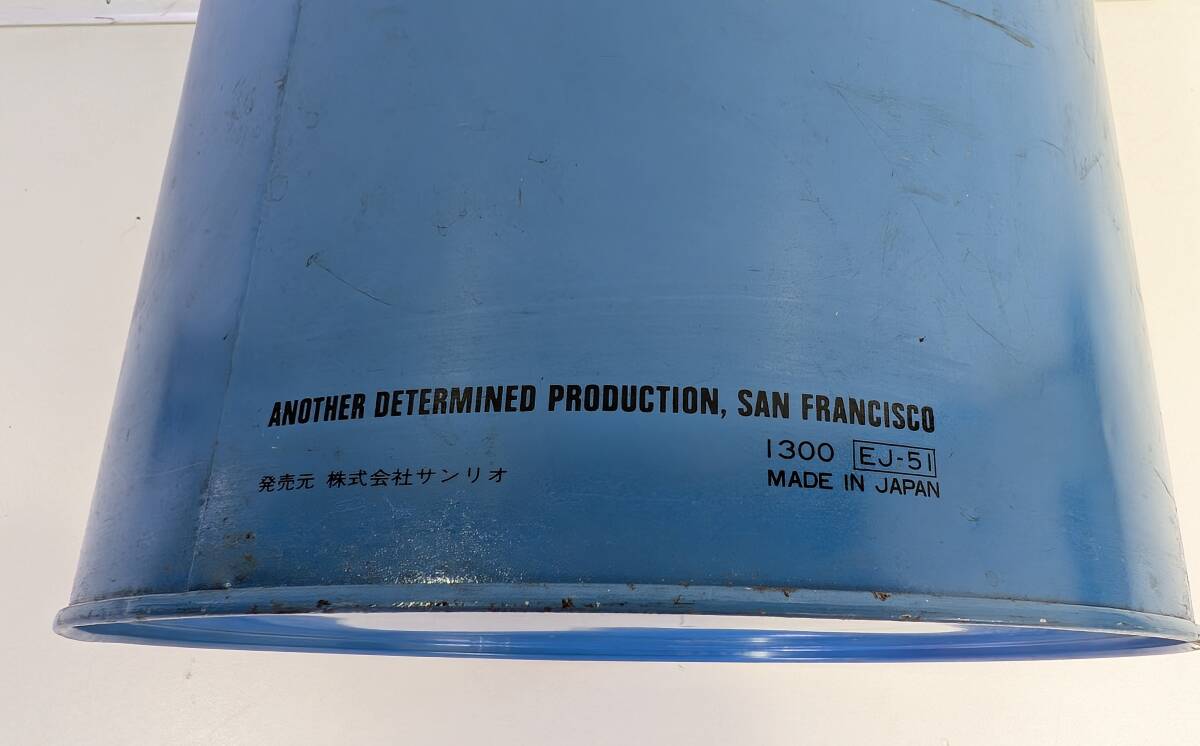 ANOTHER DETERMINED PRODUCTION, SAN FRANCISCO
1300 EJ-51
発売元 株式会社サンリオ
MADE IN JAPAN